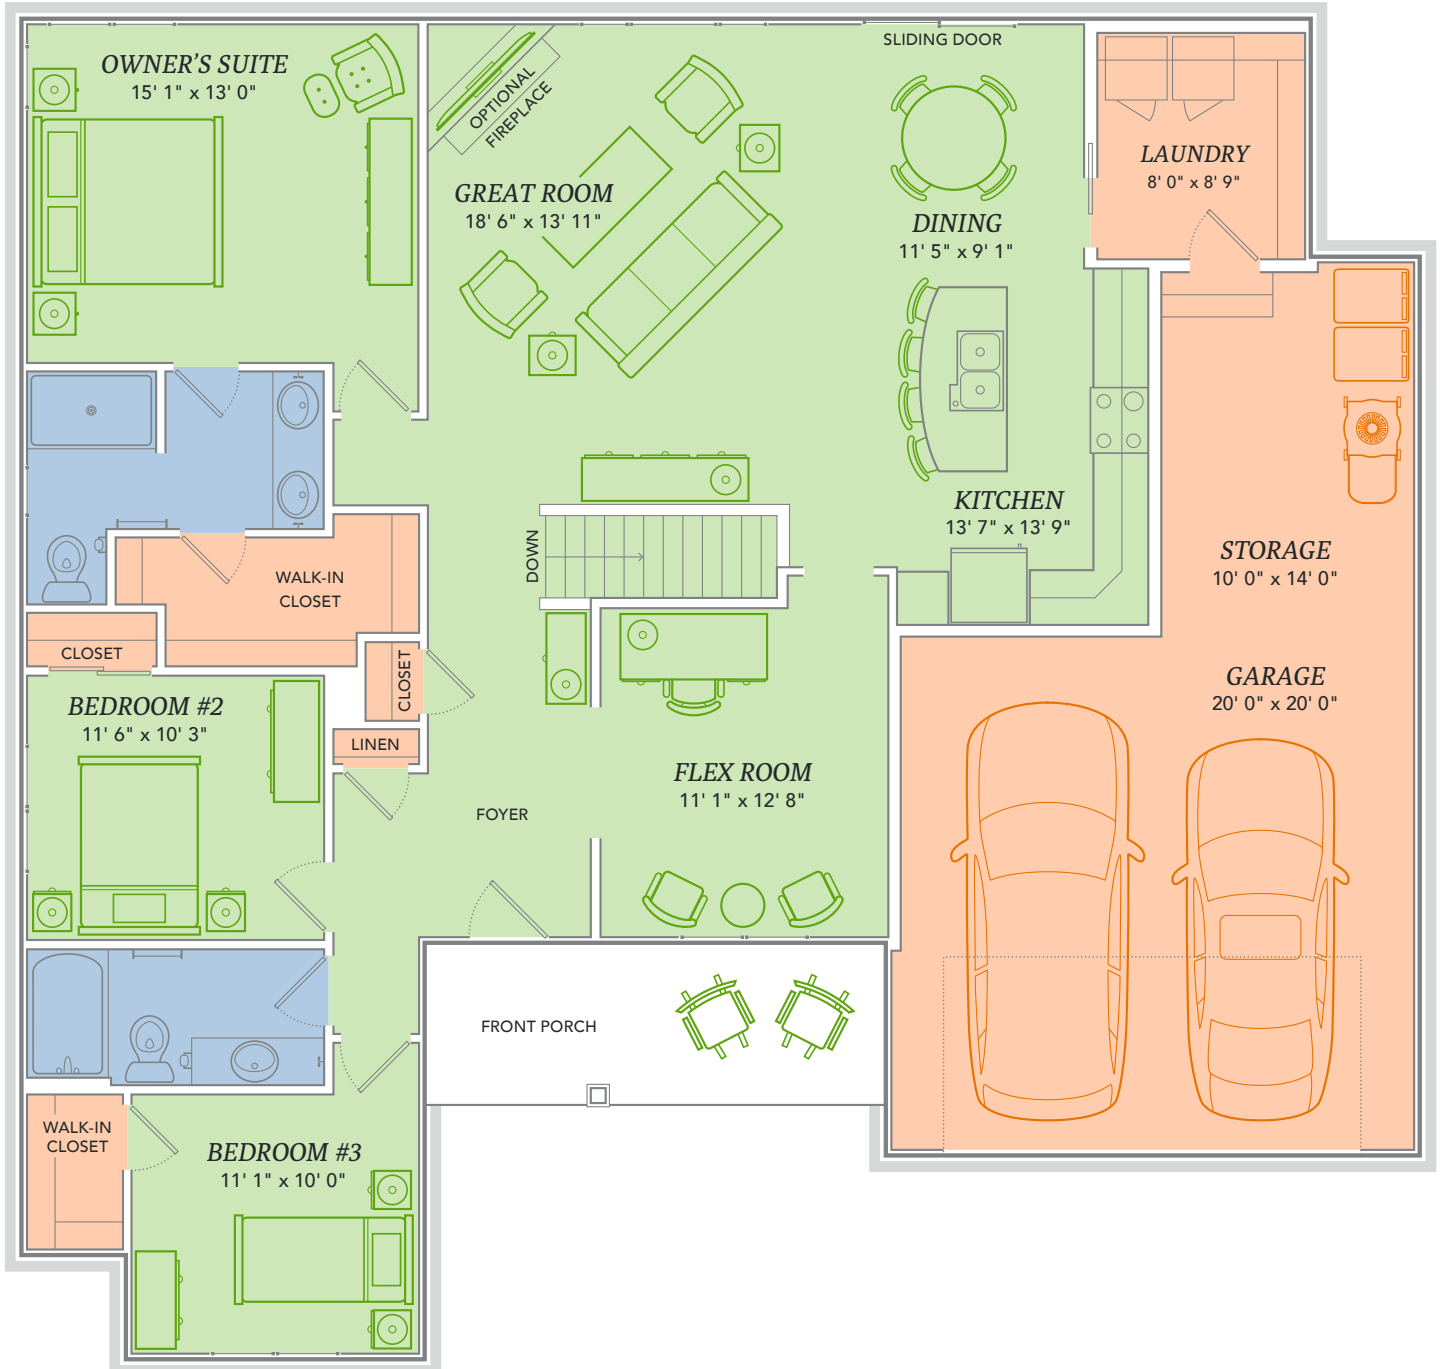 OWNER'S SUITE
15' 1" x 13' 0"
OPTIONAL
FIREPLACE
SLIDING DOOR
GREAT ROOM
18' 6" x 13' 11"
DINING
11' 5" x 9' 1"
LAUNDRY
8' 0" x 8' 9"
KITCHEN
13' 7" x 13' 9"
DOWN
STORAGE
10' 0" x 14' 0"
WALK-IN
CLOSET
CLOSET
CLOSET
BEDROOM #2
11' 6" x 10' 3"
LINEN
GARAGE
20' 0" x 20' 0"
FLEX ROOM
11' 1" x 12' 8"
FOYER
FRONT PORCH
WALK-IN
CLOSET
BEDROOM #3
11' 1" x 10' 0"